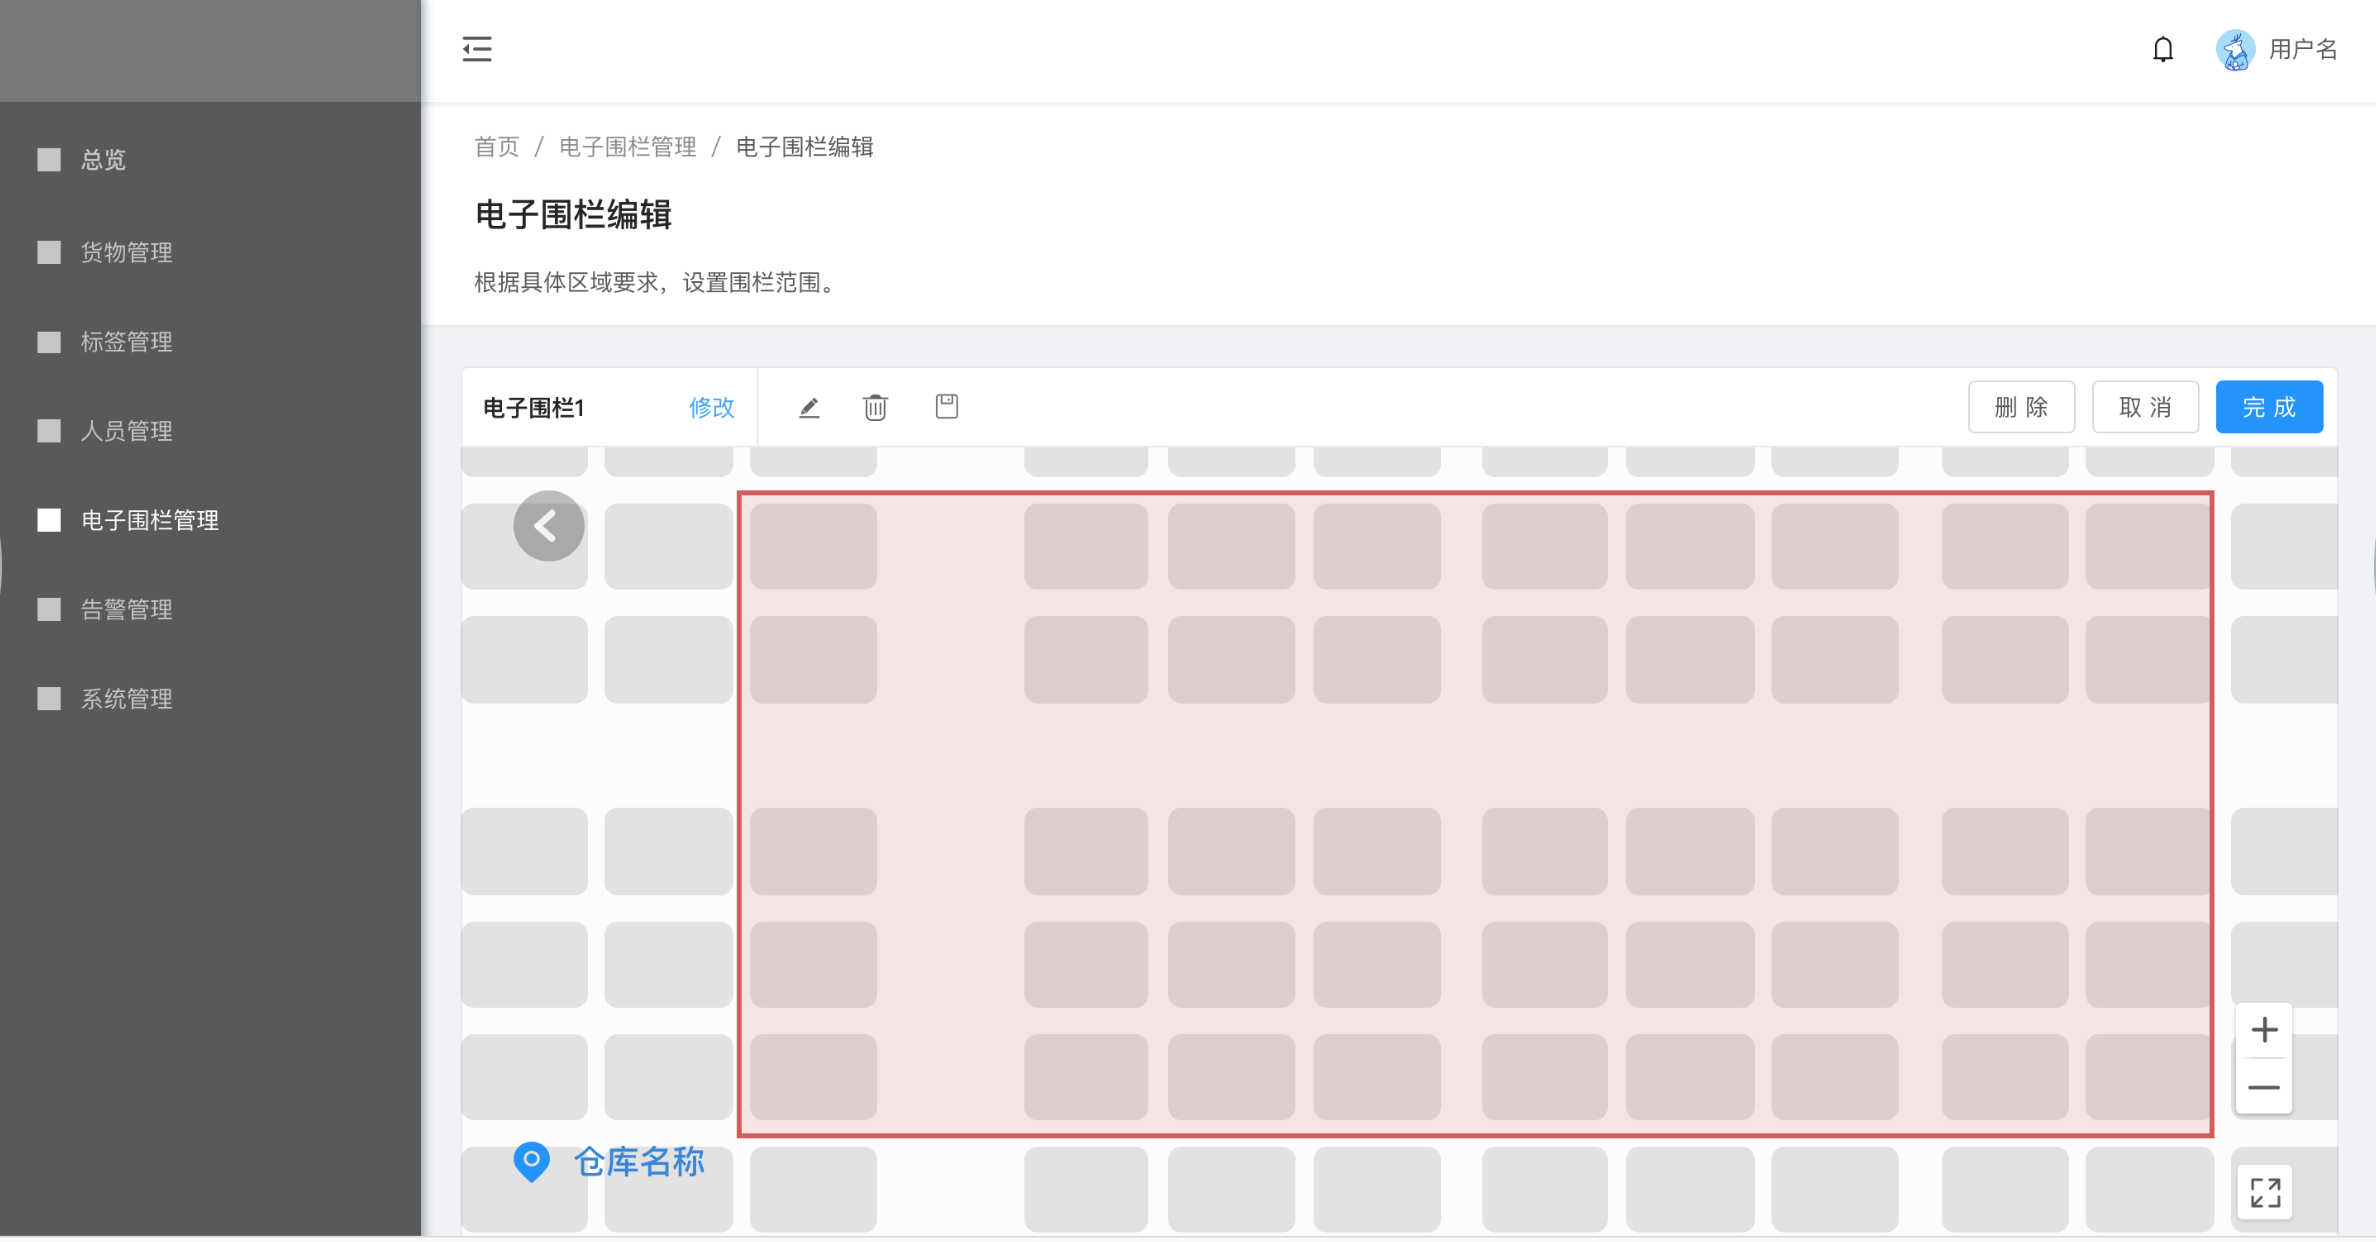 用户名
总览
货物管理
标签管理
人员管理
电子围栏管理
告警管理
系统管理
首页 / 电子围栏管理 / 电子围栏编辑
电子围栏编辑
根据具体区域要求，设置围栏范围。
电子围栏1 修改
删 除 取 消 完 成
仓库名称